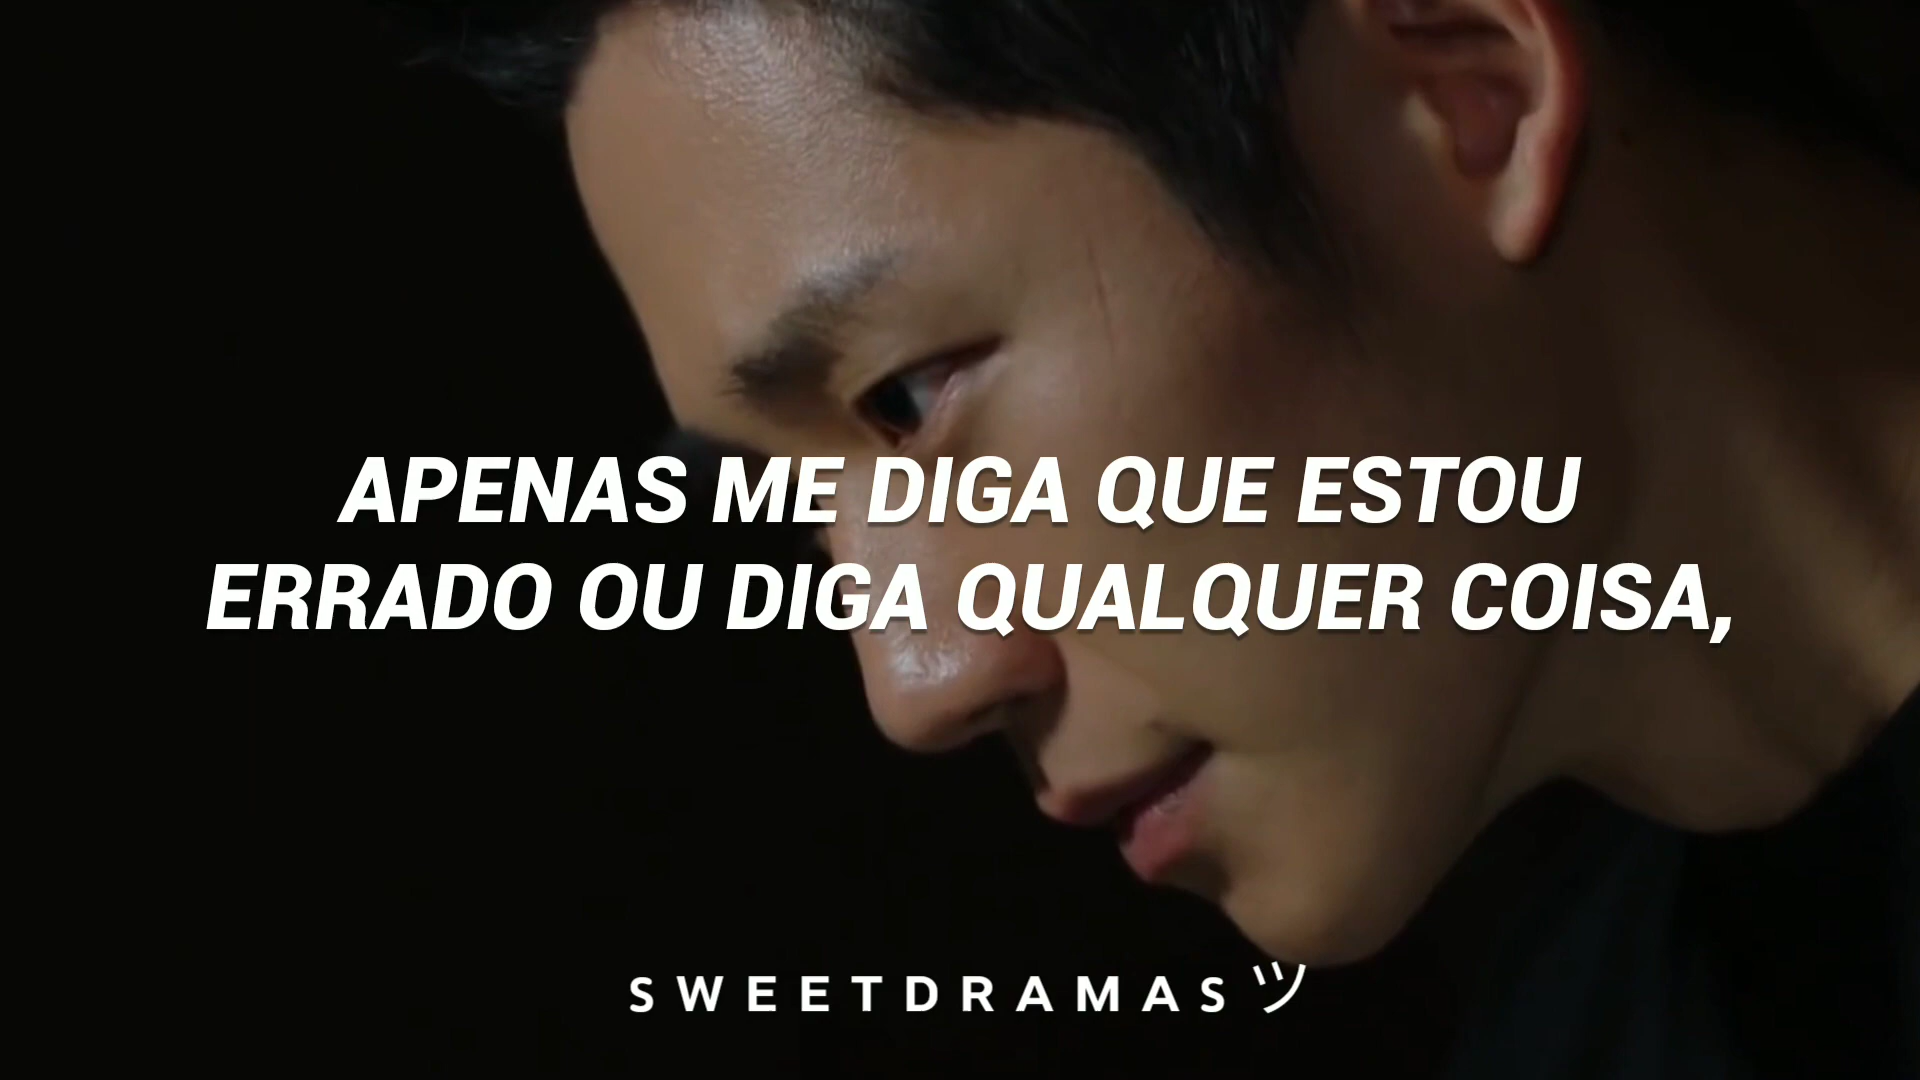 APENAS ME DIGA QUE ESTOU
ERRADO OU DIGA QUALQUER COISA,
SWEETDRAMASツ